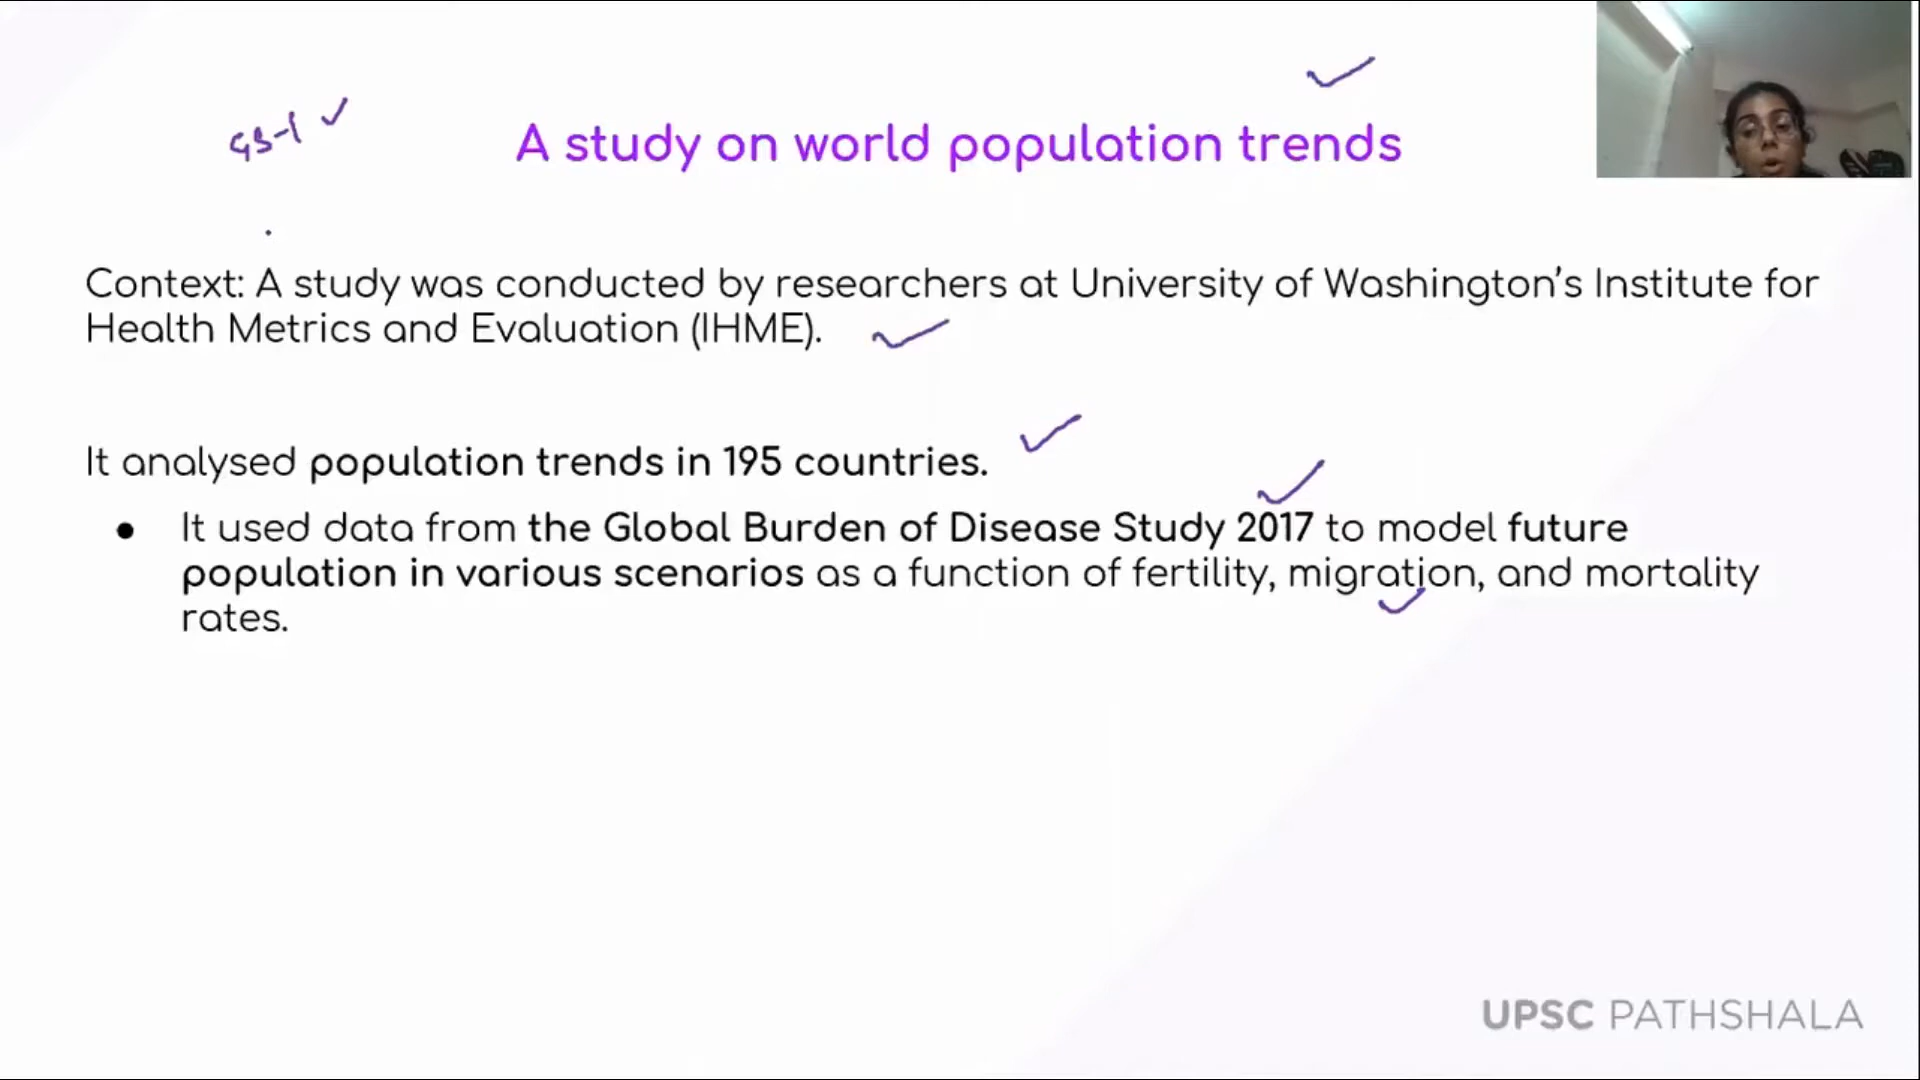 GS-1
A study on world population trends
Context: A study was conducted by researchers at University of Washington's Institute for
Health Metrics and Evaluation (IHME).
It analysed population trends in 195 countries.
● It used data from the Global Burden of Disease Study 2017 to model future
population in various scenarios as a function of fertility, migration, and mortality
rates.
UPSC PATHSHALA